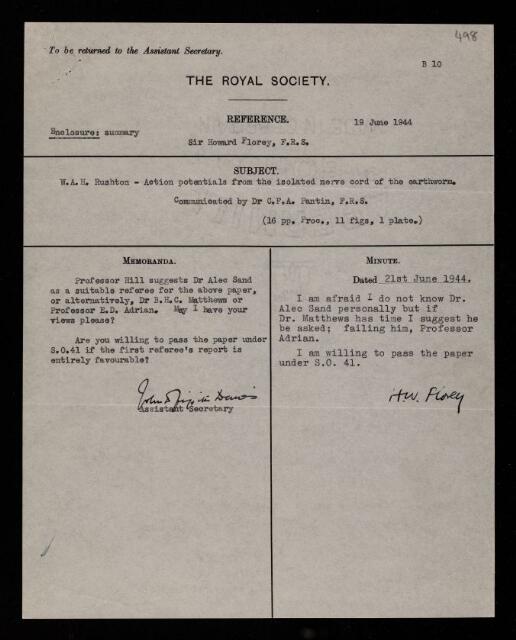 498
To be returned to the Assistant Secretary.
B 10
THE ROYAL SOCIETY.
REFERENCE.
19 June 1944
Enclosure: summary
Sir Howard Florey, F.R.S.
SUBJECT.
W.A.H. Rushton - Action potentials from the isolated nerve cord of the earthworm.
Communicated by Dr C.F.A. Pantin, F.R.S.
(16 pp. Proc., 11 figs, 1 plate.)
MEMORANDA.
Professor Hill suggests Dr Alec Sand
as a suitable referee for the above paper,
or alternatively, Dr B.H.C. Matthews or
Professor E.D. Adrian. May I have your
views please?
Are you willing to pass the paper under
S.O.41 if the first referee's report is
entirely favourable?
John D Griffith Davies
Assistant Secretary
MINUTE.
Dated 21st June 1944.
I am afraid I do not know Dr.
Alec Sand personally but if
Dr. Matthews has time I suggest he
be asked; failing him, Professor
Adrian.
I am willing to pass the paper
under S.O. 41.
H.W. Florey